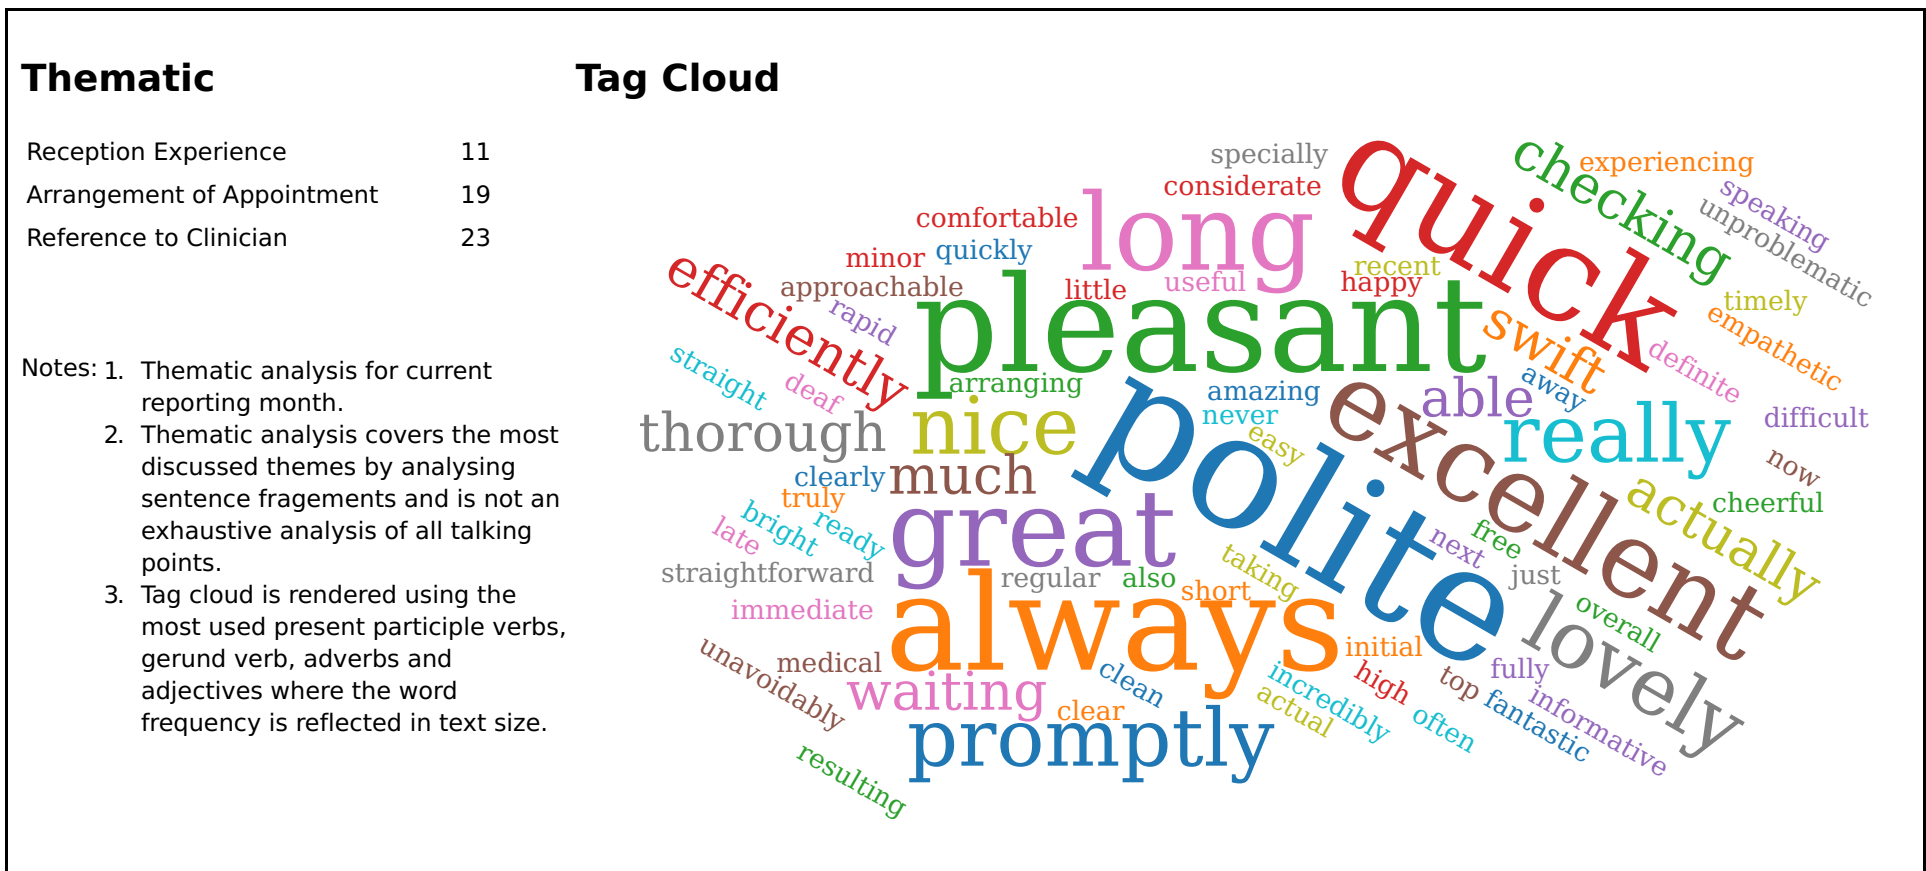 Thematic
Reception Experience 11
Arrangement of Appointment 19
Reference to Clinician 23
Notes: 1. Thematic analysis for current
reporting month.
2. Thematic analysis covers the most
discussed themes by analysing
sentence fragements and is not an
exhaustive analysis of all talking
points.
3. Tag cloud is rendered using the
most used present participle verbs,
gerund verb, adverbs and
adjectives where the word
frequency is reflected in text size.
Tag Cloud
specially
quick
checking
experiencing
considerate
speaking
unproblematic
comfortable
long
quickly
minor
efficiently
approachable
rapid
little
useful
recent
happy
pleasant
swift
timely
empathetic
definite
straight
deaf
arranging
amazing
never
easy
away
able
excellent
really
difficult
thorough
nice
polite
now
clearly
much
truly
bright
ready
late
great
actually
cheerful
next
free
just
straightforward
regular
also
short
taking
immediate
always
lovely
overall
initial
unavoidably
medical
waiting
clean
clear
incredibly
actual
high
top
fully
often
fantastic
informative
promptly
resulting